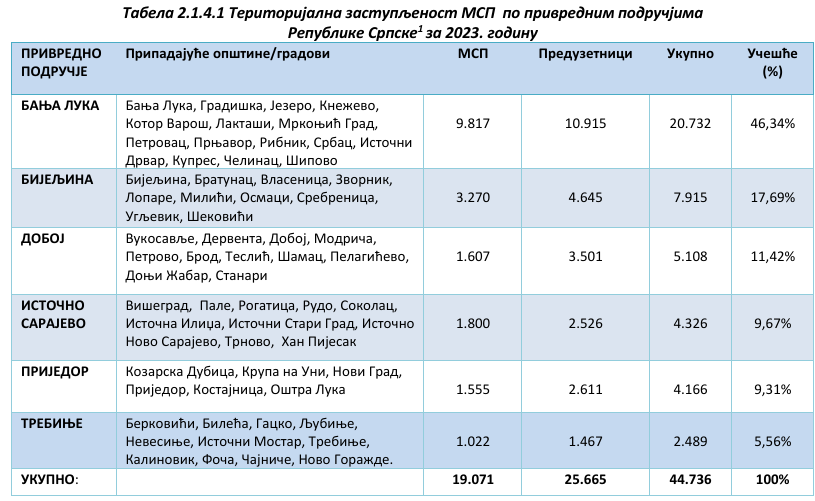 Табела 2.1.4.1 Територијална заступљеност МСП по привредним подручјима
Републике Српске¹ за 2023. годину
ПРИВРЕДНО ПОДРУЧЈЕ Припадајуће општине/градови МСП Предузетници Укупно Учешће (%)
БАЊА ЛУКА Бања Лука, Градишка, Језеро, Кнежево,
Котор Варош, Лакташи, Мркоњић Град, 9.817 10.915 20.732 46,34%
Петровац, Прњавор, Рибник, Србац, Источни
Дрвар, Купрес, Челинац, Шипово
БИЈЕЉИНА Бијељина, Братунац, Власеница, Зворник,
Лопаре, Милићи, Осмаци, Сребреница, 3.270 4.645 7.915 17,69%
Угљевик, Шековићи
ДОБОЈ Вукосавље, Дервента, Добој, Модрича,
Петрово, Брод, Теслић, Шамац, Пелагићево, 1.607 3.501 5.108 11,42%
Доњи Жабар, Станари
ИСТОЧНО Вишеград, Пале, Рогатица, Рудо, Соколац,
САРАЈЕВО Источна Илиџа, Источни Стари Град, Источно 1.800 2.526 4.326 9,67%
Ново Сарајево, Трново, Хан Пијесак
ПРИЈЕДОР Козарска Дубица, Крупа на Уни, Нови Град,
Приједор, Костајница, Оштра Лука 1.555 2.611 4.166 9,31%
ТРЕБИЊЕ Берковићи, Билећа, Гацко, Љубиње,
Невесиње, Источни Мостар, Требиње, 1.022 1.467 2.489 5,56%
Калиновик, Фоча, Чајниче, Ново Горажде.
УКУПНО: 19.071 25.665 44.736 100%